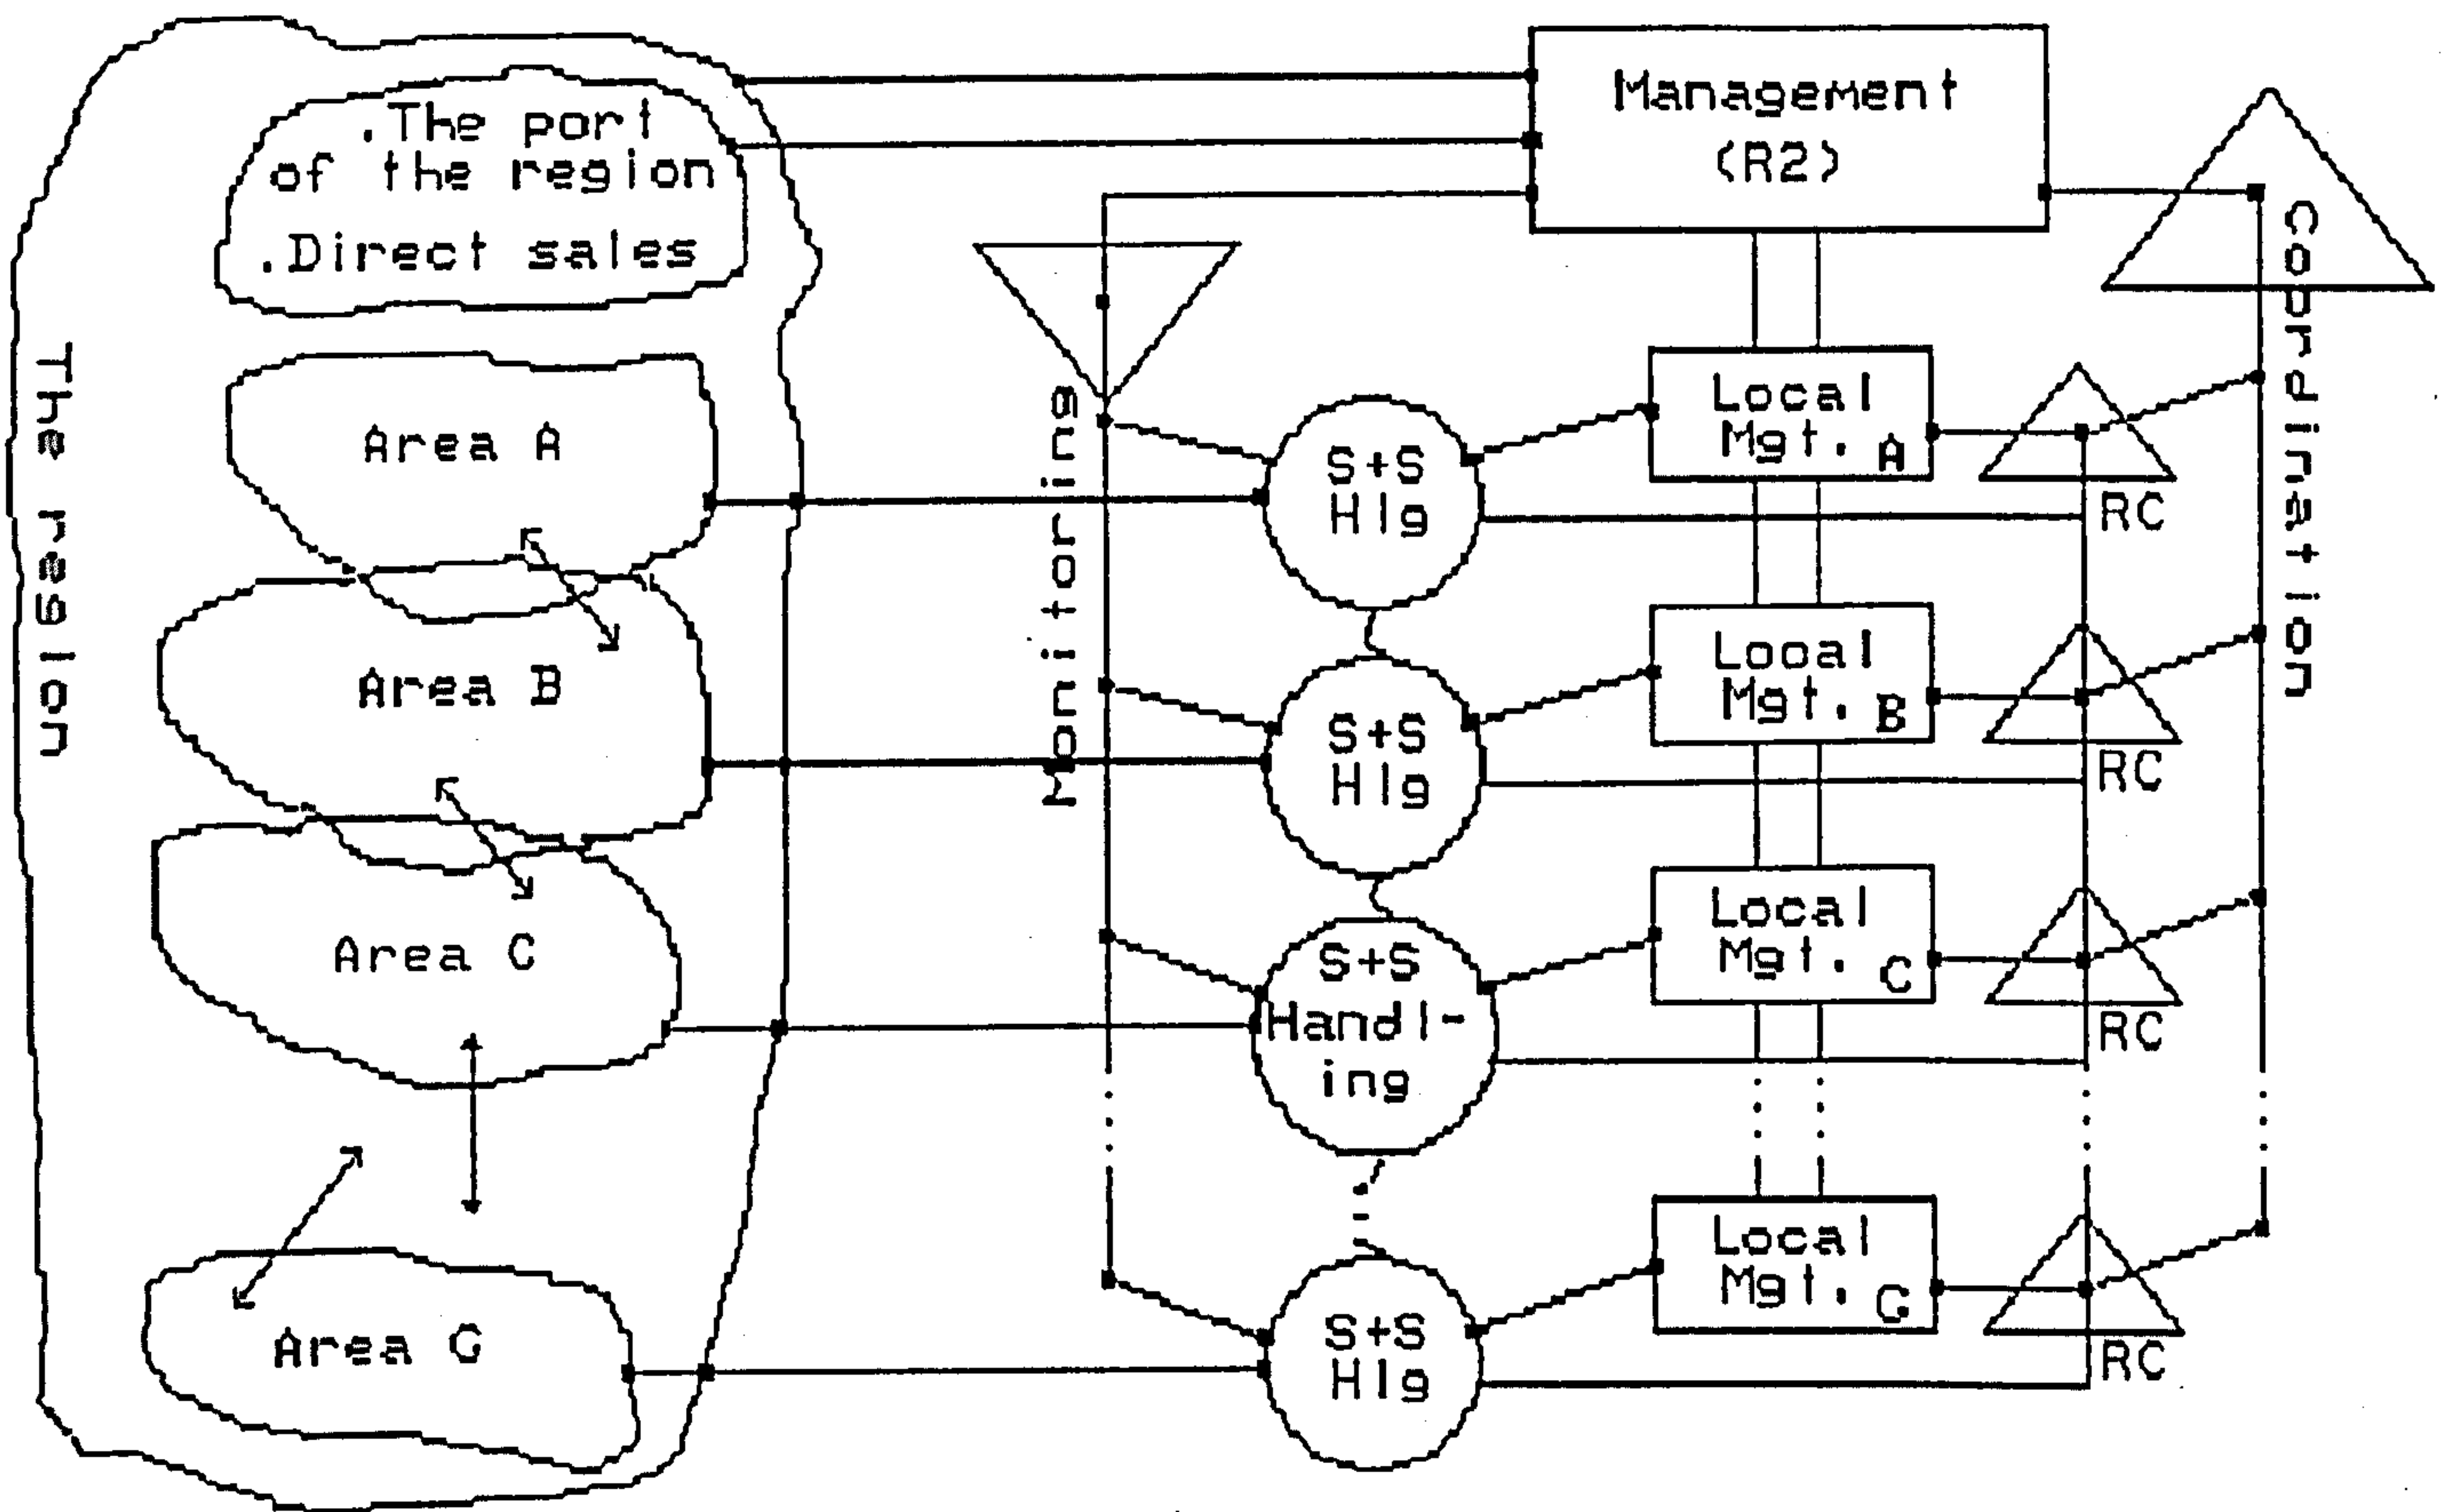 .The port
of the region
.Direct sales
The region
Area A
Area B
Area C
Area G
Monitoring
Management
(R2)
Coordination
S+S
Hlg
Local
Mgt. A
RC
S+S
Hlg
Local
Mgt. B
RC
S+S
Handl-
ing
Local
Mgt. C
RC
S+S
Hlg
Local
Mgt. G
RC